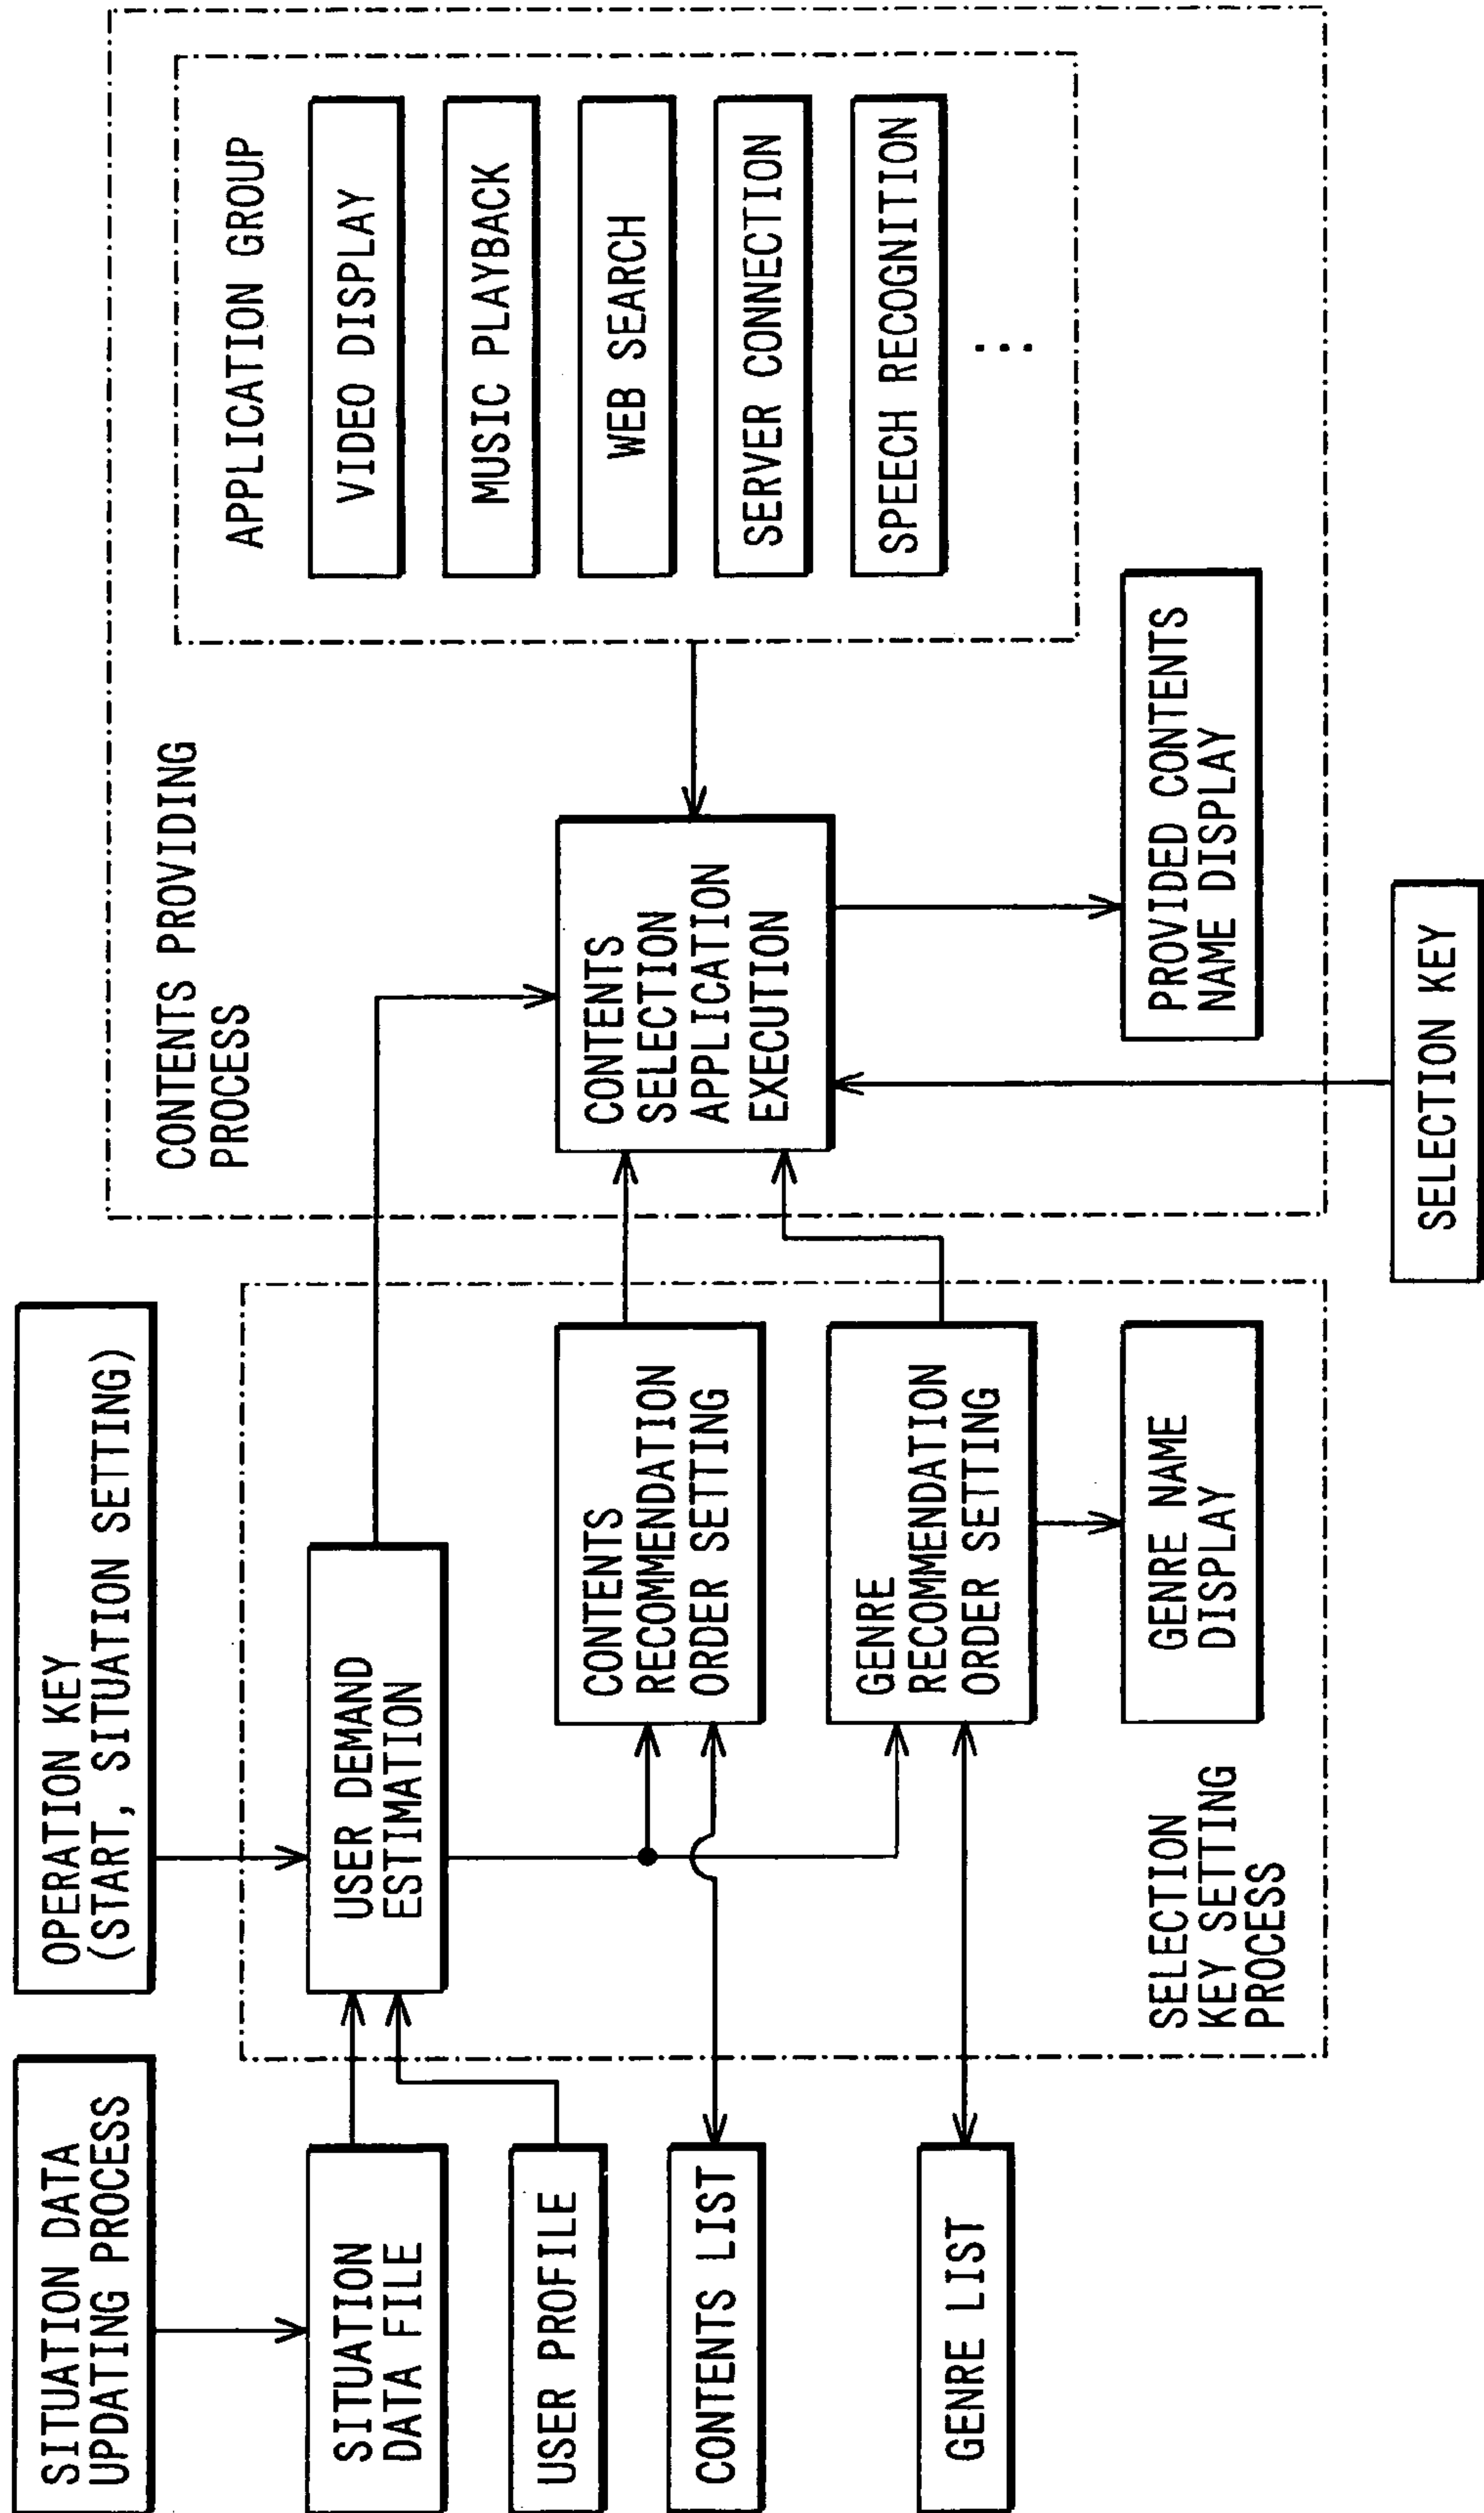 SITUATION DATA
UPDATING PROCESS
OPERATION KEY
(START, SITUATION SETTING)
SITUATION
DATA FILE
USER PROFILE
CONTENTS LIST
GENRE LIST
USER DEMAND
ESTIMATION
CONTENTS
RECOMMENDATION
ORDER SETTING
GENRE
RECOMMENDATION
ORDER SETTING
GENRE NAME
DISPLAY
SELECTION
KEY SETTING
PROCESS
CONTENTS PROVIDING
PROCESS
CONTENTS
SELECTION
APPLICATION
EXECUTION
PROVIDED CONTENTS
NAME DISPLAY
SELECTION KEY
APPLICATION GROUP
VIDEO DISPLAY
MUSIC PLAYBACK
WEB SEARCH
SERVER CONNECTION
SPEECH RECOGNITION
...